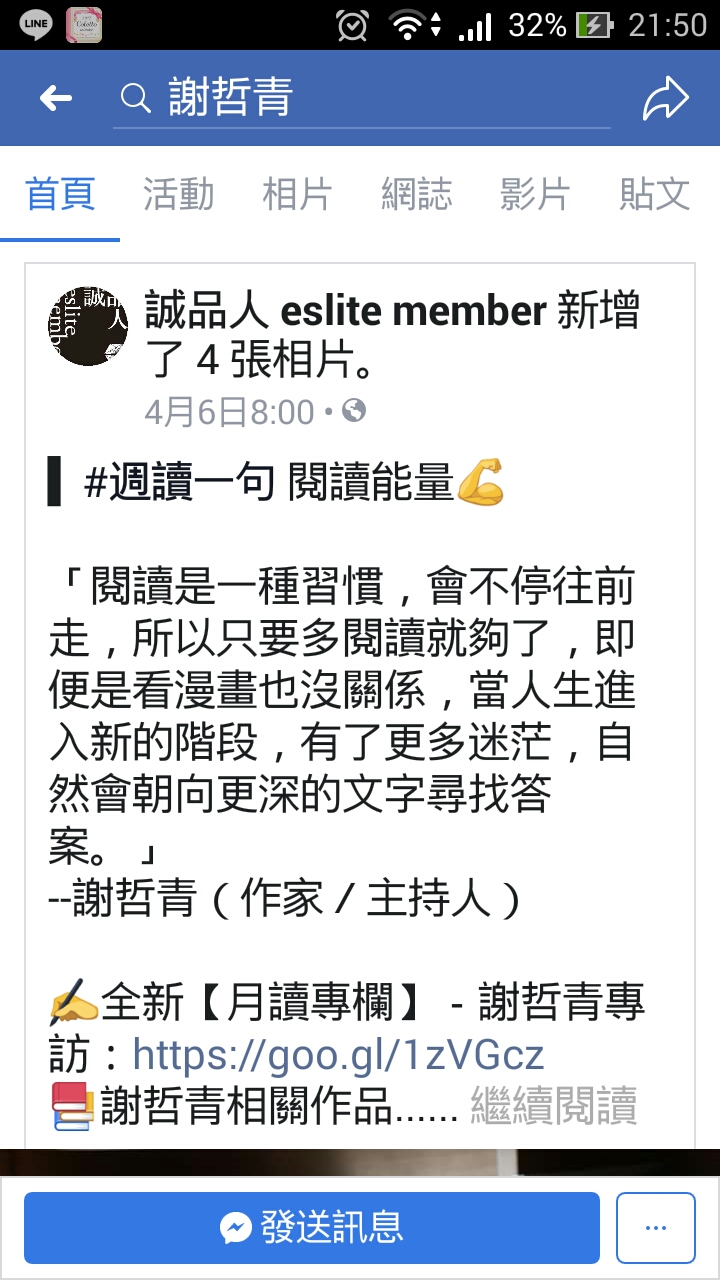 LINE
32% 21:50
謝哲青
首頁 活動 相片 網誌 影片 貼文
誠品人 eslite member 新增
了 4 張相片。
4月6日8:00
#週讀一句 閱讀能量💪
「閱讀是一種習慣，會不停往前
走，所以只要多閱讀就夠了，即
便是看漫畫也沒關係，當人生進
入新的階段，有了更多迷茫，自
然會朝向更深的文字尋找答
案。」
--謝哲青（作家／主持人）
✍全新【月讀專欄】 - 謝哲青專
訪：https://goo.gl/1zVGcz
📚謝哲青相關作品...... 繼續閱讀
發送訊息